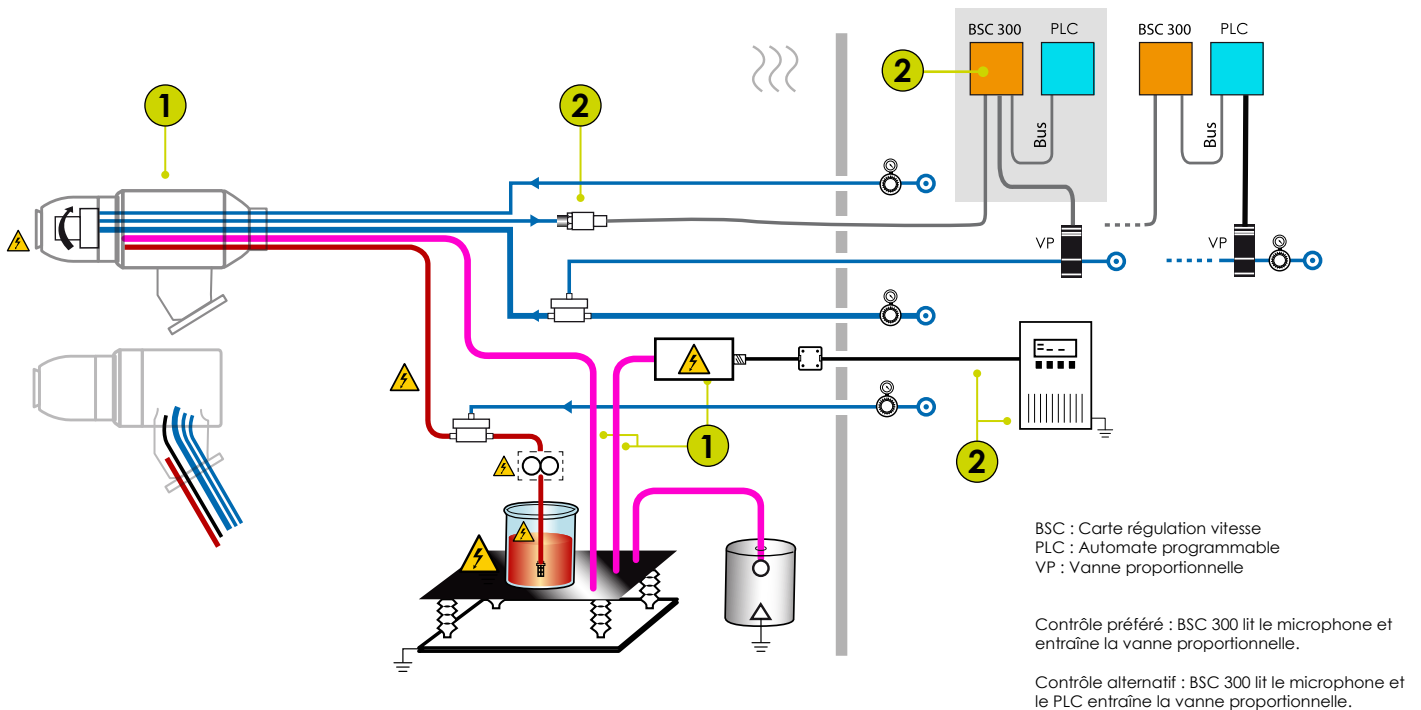 BSC 300 PLC BSC 300 PLC
2
1 2
Bus Bus
VP VP
1
2
BSC : Carte régulation vitesse
PLC : Automate programmable
VP : Vanne proportionnelle
Contrôle préféré : BSC 300 lit le microphone et
entraîne la vanne proportionnelle.
Contrôle alternatif : BSC 300 lit le microphone et
le PLC entraîne la vanne proportionnelle.